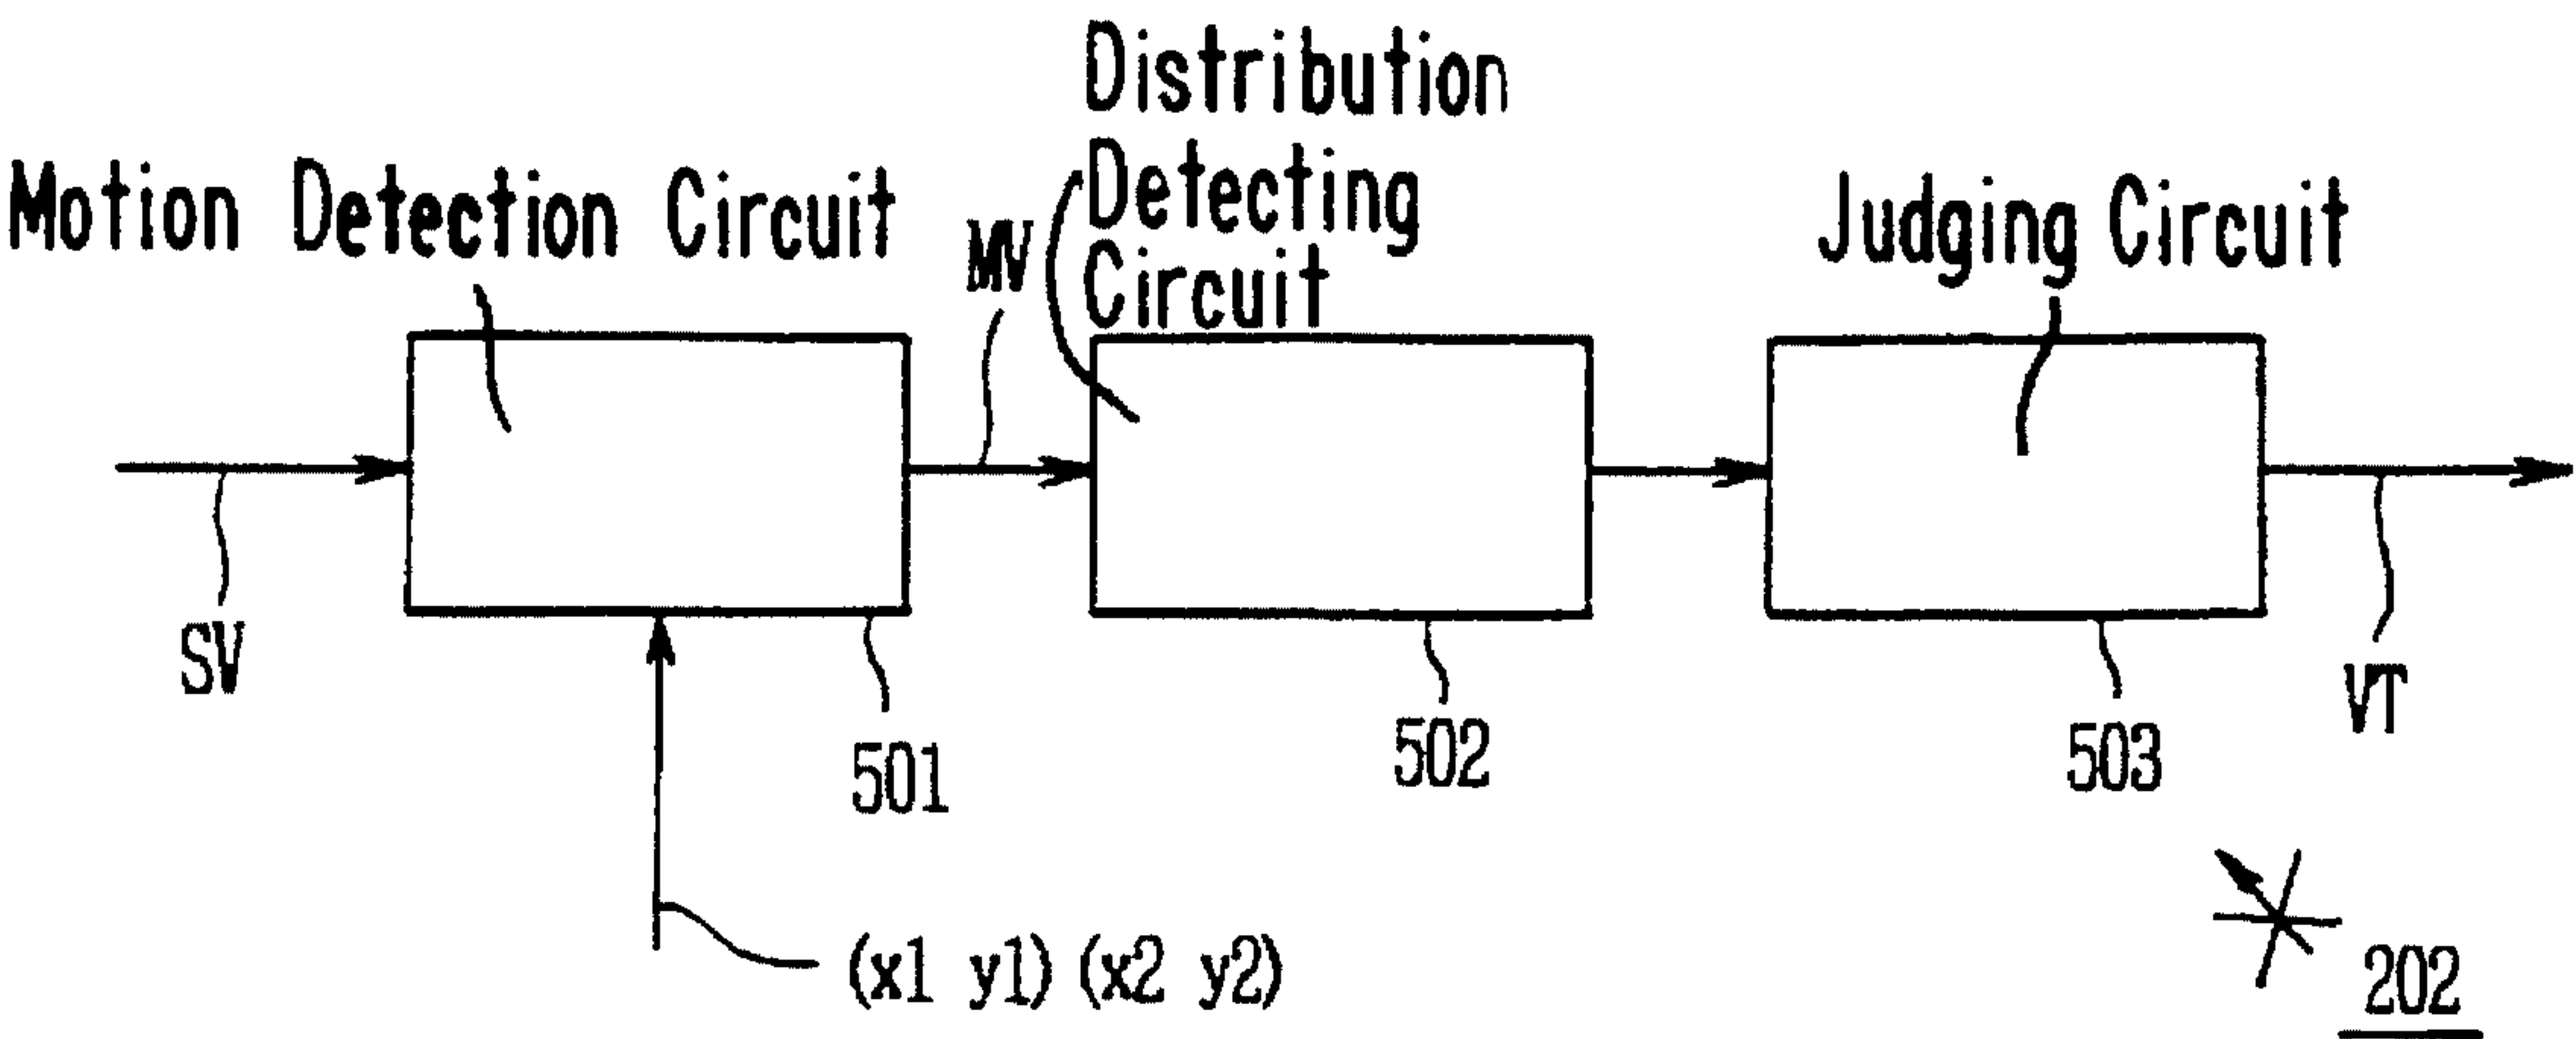 Distribution
Detecting
Circuit
Motion Detection Circuit
MV
Judging Circuit
SV
501
502
503
VT
(x1 y1) (x2 y2)
202